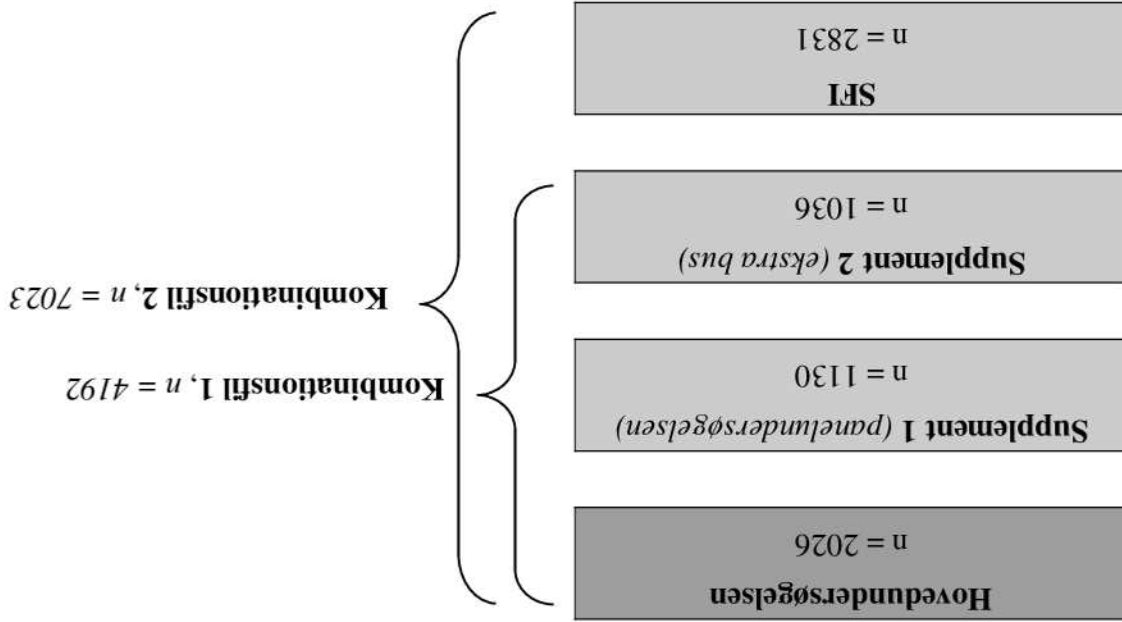 Hovedundersøgelsen
n = 2026
Supplement 1 (panelundersøgelsen)
n = 1130
Kombinationsfil 1, n = 4192
Kombinationsfil 2, n = 7023
Supplement 2 (ekstra bus)
n = 1036
SFI
n = 2831